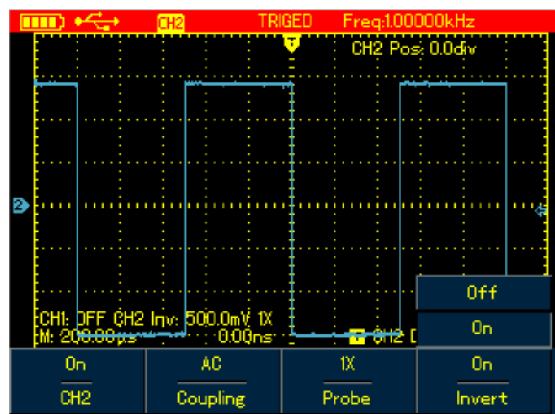 CH2 TRIGED Freq:1.00000kHz
T
CH2 Pos: 0.0div
2
Off
CH1: OFF CH2 Inv: 500.0mV 1X
On
M: 200.00μs 0.00ns T CH2
On AC 1X On
CH2 Coupling Probe Invert